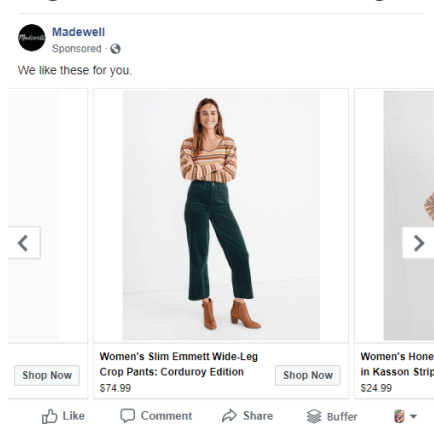 Madewell
Madewell
Sponsored ·
We like these for you.
Women's Slim Emmett Wide-Leg
Crop Pants: Corduroy Edition
$74.99
Shop Now
Shop Now
Women's Hone
in Kasson Strip
$24.99
Like
Comment
Share
Buffer